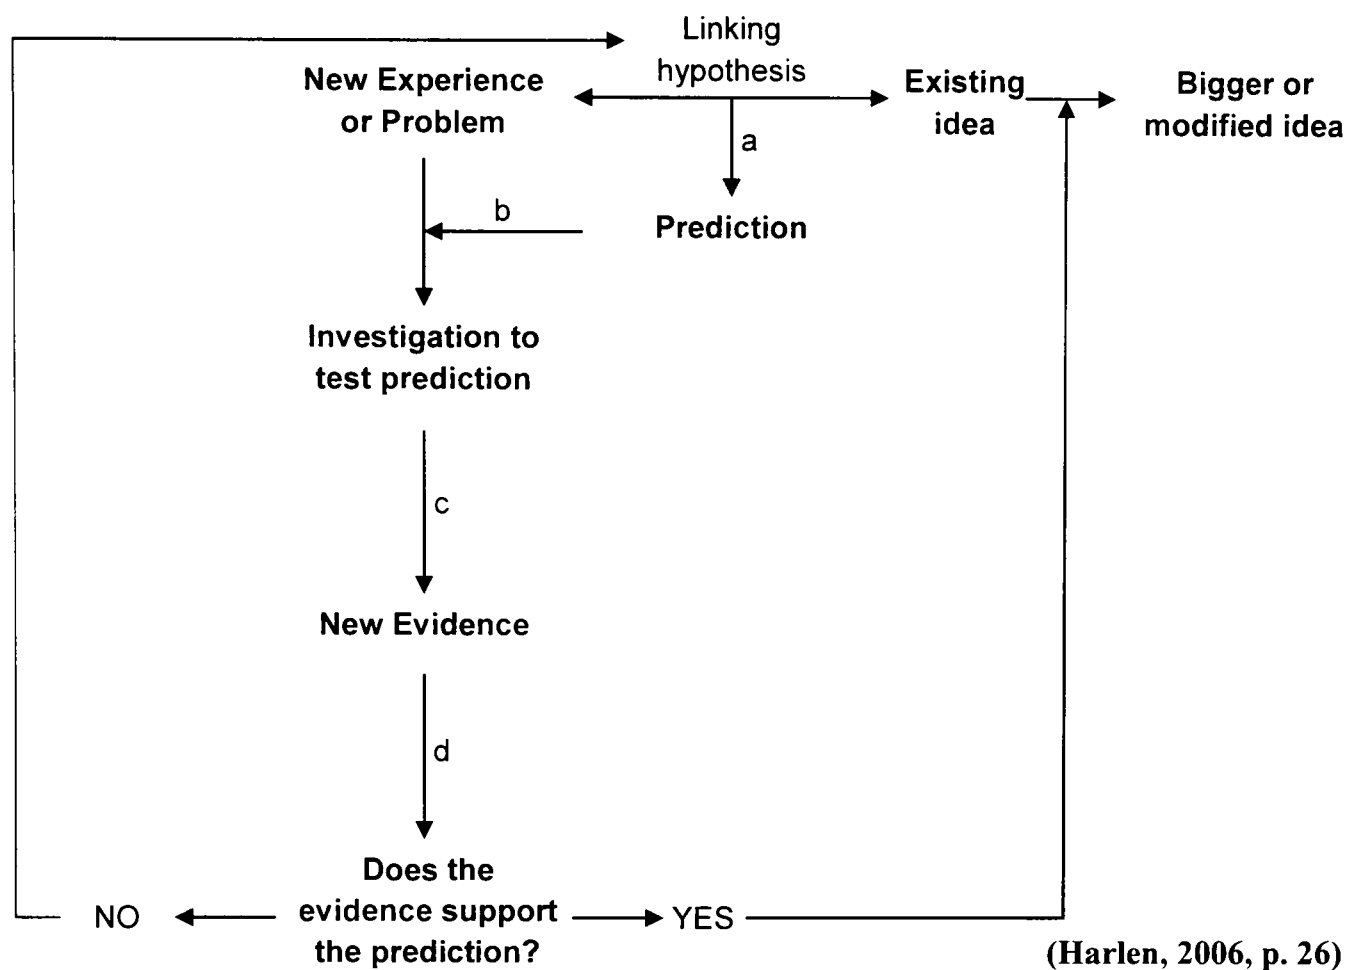 Linking
hypothesis
New Experience
or Problem
Existing
idea
Bigger or
modified idea
a
Prediction
b
Investigation to
test prediction
c
New Evidence
d
Does the
evidence support
the prediction?
NO
YES
(Harlen, 2006, p. 26)